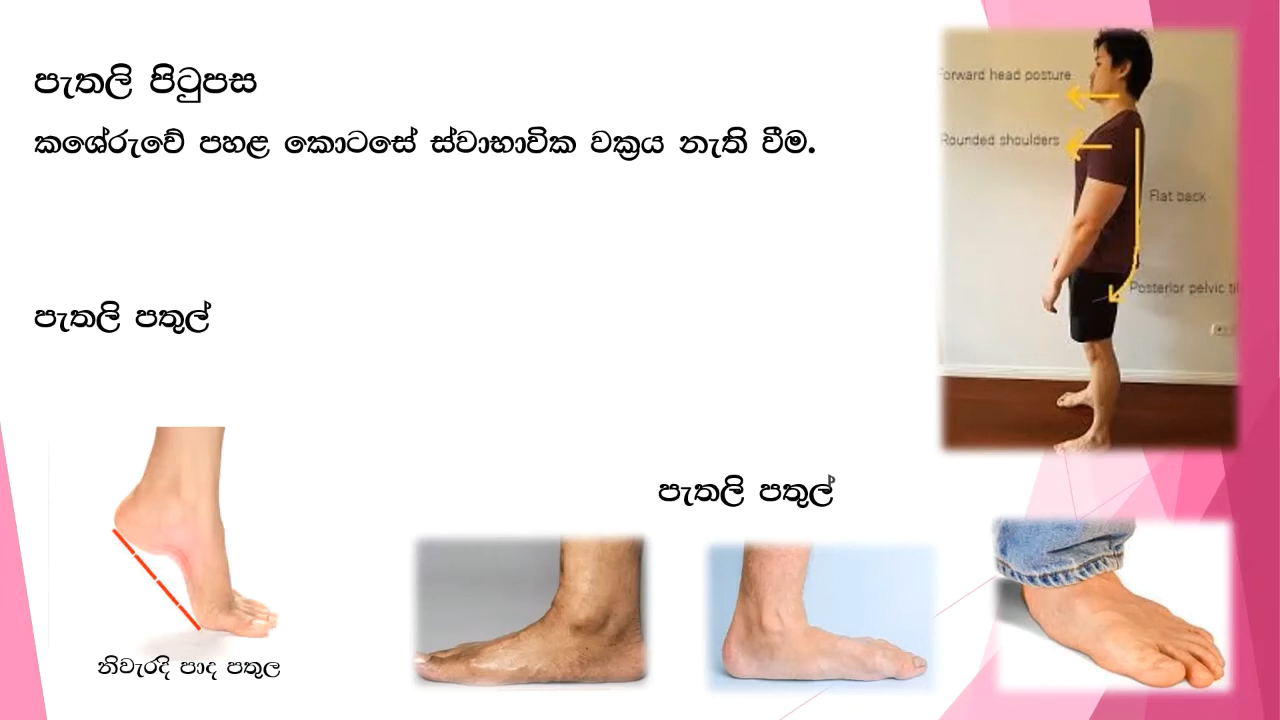 පැතලි පිටුපස
කශේරුවේ පහළ කොටසේ ස්වාභාවික වක්‍රය නැති වීම.
Forward head posture
Rounded shoulders
Flat back
Posterior pelvic til
පැතලි පතුල්
පැතලි පතුල්
නිවැරදි පාද පතුල